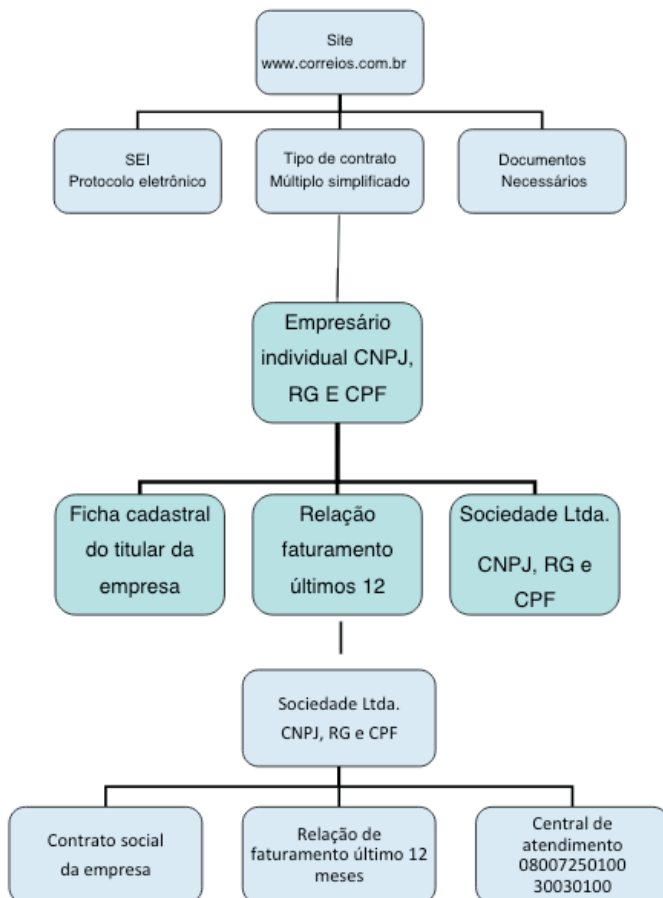 Site
www.correios.com.br
SEI
Protocolo eletrônico
Tipo de contrato
Múltiplo simplificado
Documentos
Necessários
Empresário
individual CNPJ,
RG E CPF
Ficha cadastral
do titular da
empresa
Relação
faturamento
últimos 12
Sociedade Ltda.
CNPJ, RG e
CPF
Sociedade Ltda.
CNPJ, RG e CPF
Contrato social
da empresa
Relação de
faturamento último 12
meses
Central de
atendimento
08007250100
30030100